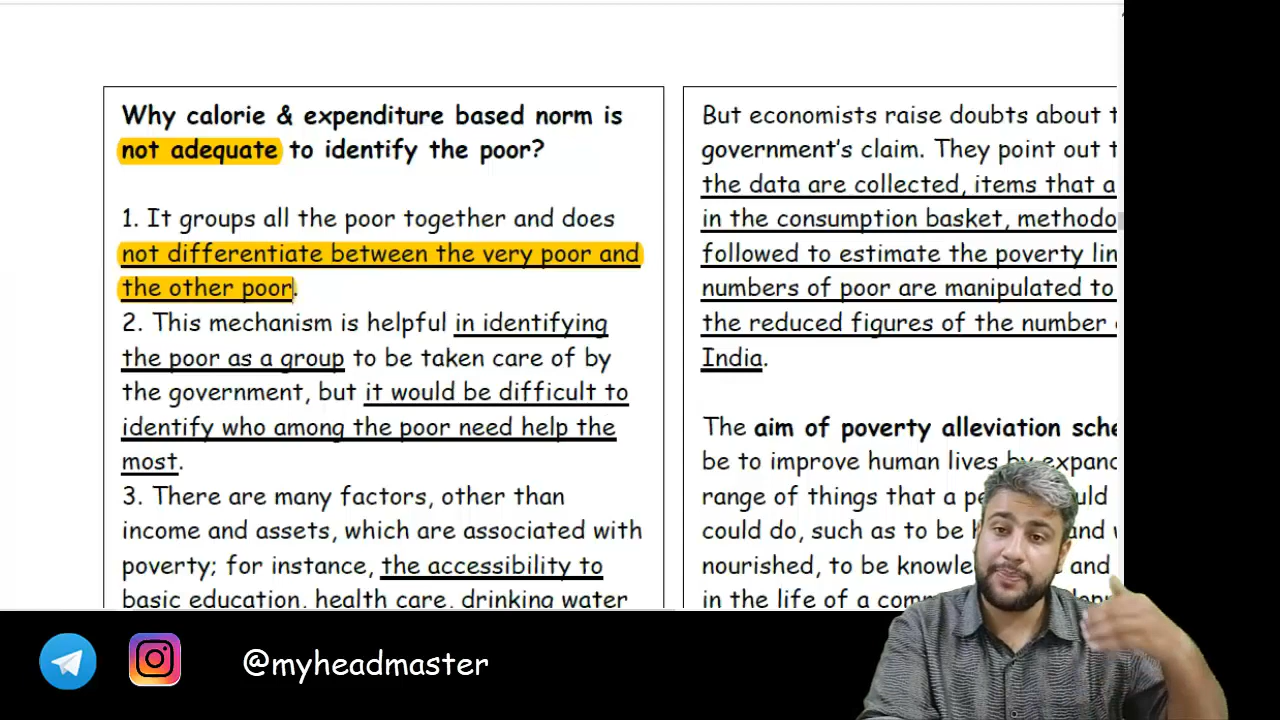 Why calorie & expenditure based norm is
not adequate to identify the poor?
1. It groups all the poor together and does
not differentiate between the very poor and
the other poor.
2. This mechanism is helpful in identifying
the poor as a group to be taken care of by
the government, but it would be difficult to
identify who among the poor need help the
most.
3. There are many factors, other than
income and assets, which are associated with
poverty; for instance, the accessibility to
basic education, health care, drinking water
But economists raise doubts about
government's claim. They point out
the data are collected, items that
in the consumption basket,
followed to estimate the poverty
numbers of poor are manipulated to
the reduced figures of the number
India.
The aim of poverty alleviation
be to improve human lives by
range of things that a
could do, such as to be and
nourished, to be and
in the life of a
@myheadmaster